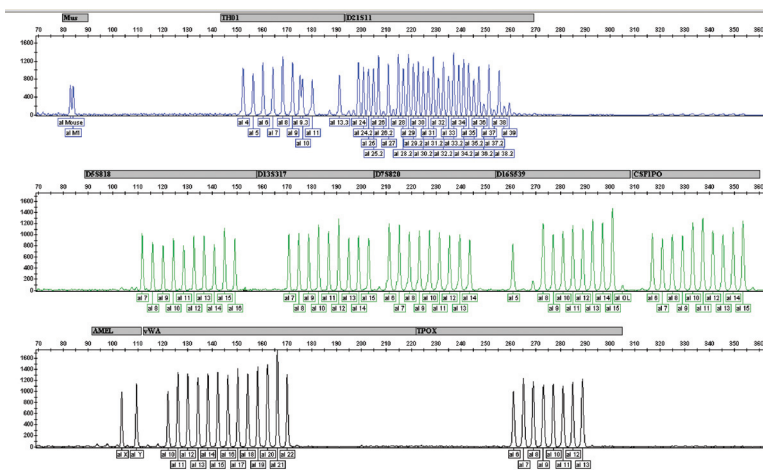 Mus TH01 D21S11
70 80 90 100 110 120 130 140 150 160 170 180 190 200 210 220 230 240 250 260 270 280 290 300 310 320 330 340 350 360
1600
1200
800
400
0
al Mouse al 4 al 6 al 8 al 9.3 al 13.3 al 24 al 26 al 28 al 30 al 32 al 34 al 36 al 38
al M1 al 5 al 7 al 9 al 11 al 24.2 al 26.2 al 29 al 31 al 33 al 35 al 37 al 39
al 10 al 25 al 27 al 29.2 al 31.2 al 33.2 al 35.2 al 37.2
al 25.2 al 28.2 al 30.2 al 32.2 al 34.2 al 36.2 al 38.2
D5S818 D13S317 D7S820 D16S539 CSF1PO
70 80 90 100 110 120 130 140 150 160 170 180 190 200 210 220 230 240 250 260 270 280 290 300 310 320 330 340 350 360
1600
1400
1200
1000
800
600
400
200
0
al 7 al 9 al 11 al 13 al 15 al 7 al 9 al 11 al 13 al 15 al 6 al 8 al 10 al 12 al 14 al 5 al 8 al 10 al 12 al 14 al OL al 6 al 8 al 10 al 12 al 14
al 8 al 10 al 12 al 14 al 16 al 8 al 10 al 12 al 14 al 7 al 9 al 11 al 13 al 9 al 11 al 13 al 15 al 7 al 9 al 11 al 13 al 15
AMEL vWA TPOX
70 80 90 100 110 120 130 140 150 160 170 180 190 200 210 220 230 240 250 260 270 280 290 300 310 320 330 340 350 360
1600
1400
1200
1000
800
600
400
200
0
al X al Y al 10 al 12 al 14 al 16 al 18 al 20 al 22 al 6 al 8 al 10 al 12
al 11 al 13 al 15 al 17 al 19 al 21 al 7 al 9 al 11 al 13